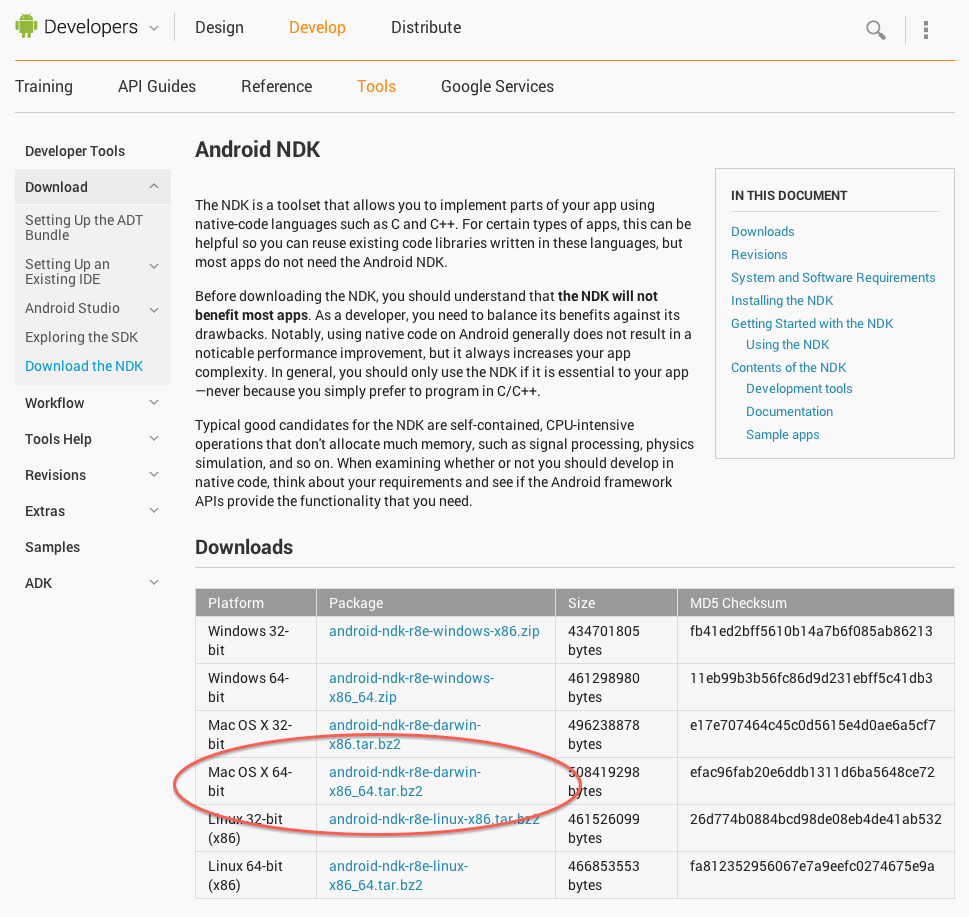 Developers Design Develop Distribute
Training API Guides Reference Tools Google Services
Developer Tools
Download
Setting Up the ADT
Bundle
Setting Up an
Existing IDE
Android Studio
Exploring the SDK
Download the NDK
Workflow
Tools Help
Revisions
Extras
Samples
ADK
Android NDK
The NDK is a toolset that allows you to implement parts of your app using
native-code languages such as C and C++. For certain types of apps, this can be
helpful so you can reuse existing code libraries written in these languages, but
most apps do not need the Android NDK.
Before downloading the NDK, you should understand that the NDK will not
benefit most apps. As a developer, you need to balance its benefits against its
drawbacks. Notably, using native code on Android generally does not result in a
noticable performance improvement, but it always increases your app
complexity. In general, you should only use the NDK if it is essential to your app
—never because you simply prefer to program in C/C++.
Typical good candidates for the NDK are self-contained, CPU-intensive
operations that don't allocate much memory, such as signal processing, physics
simulation, and so on. When examining whether or not you should develop in
native code, think about your requirements and see if the Android framework
APIs provide the functionality that you need.
IN THIS DOCUMENT
Downloads
Revisions
System and Software Requirements
Installing the NDK
Getting Started with the NDK
Using the NDK
Contents of the NDK
Development tools
Documentation
Sample apps
Downloads
Platform Package Size MD5 Checksum
Windows 32- android-ndk-r8e-windows-x86.zip 434701805 fb41ed2bff5610b14a7b6f085ab86213
bit bytes
Windows 64- android-ndk-r8e-windows- 461298980 11eb99b3b56fc86d9d231ebff5c41db3
bit x86_64.zip bytes
Mac OS X 32- android-ndk-r8e-darwin- 496238878 e17e707464c45c0d5615e4d0ae6a5cf7
bit x86.tar.bz2 bytes
Mac OS X 64- android-ndk-r8e-darwin- 508419298 efac96fab20e6ddb1311d6ba5648ce72
bit x86_64.tar.bz2 bytes
Linux 32-bit android-ndk-r8e-linux-x86.tar.bz2 461526099 26d774b0884bcd98de08eb4de41ab532
(x86) bytes
Linux 64-bit android-ndk-r8e-linux- 466853553 fa812352956067e7a9eefc0274675e9a
(x86) x86_64.tar.bz2 bytes